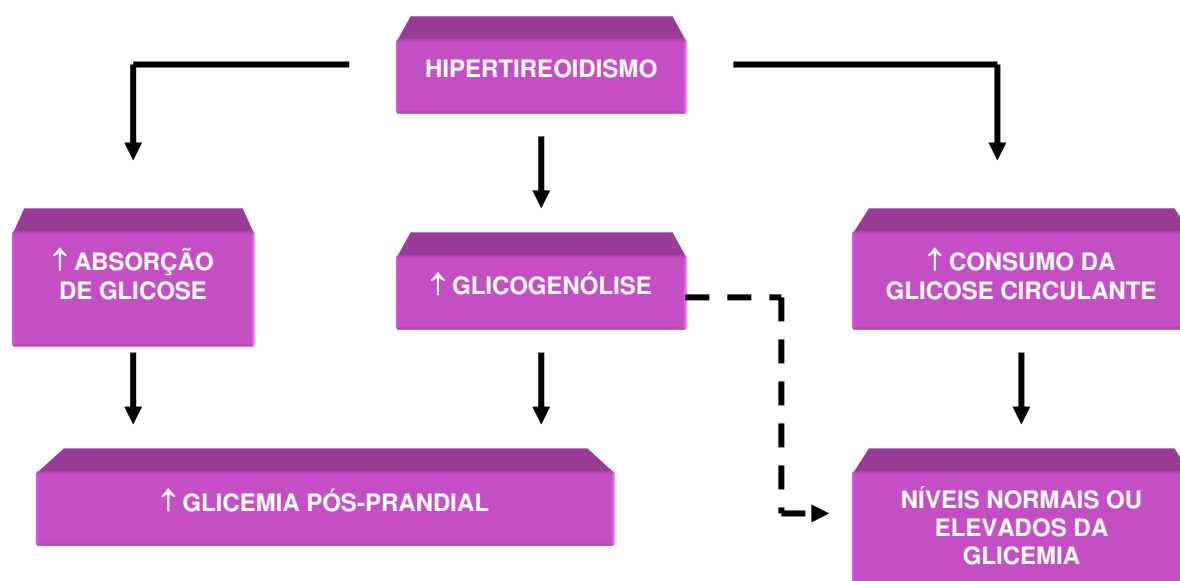 HIPERTIREOIDISMO
↑ ABSORÇÃO
DE GLICOSE
↑ GLICOGENÓLISE
↑ CONSUMO DA
GLICOSE CIRCULANTE
↑ GLICEMIA PÓS-PRANDIAL
NÍVEIS NORMAIS OU
ELEVADOS DA
GLICEMIA